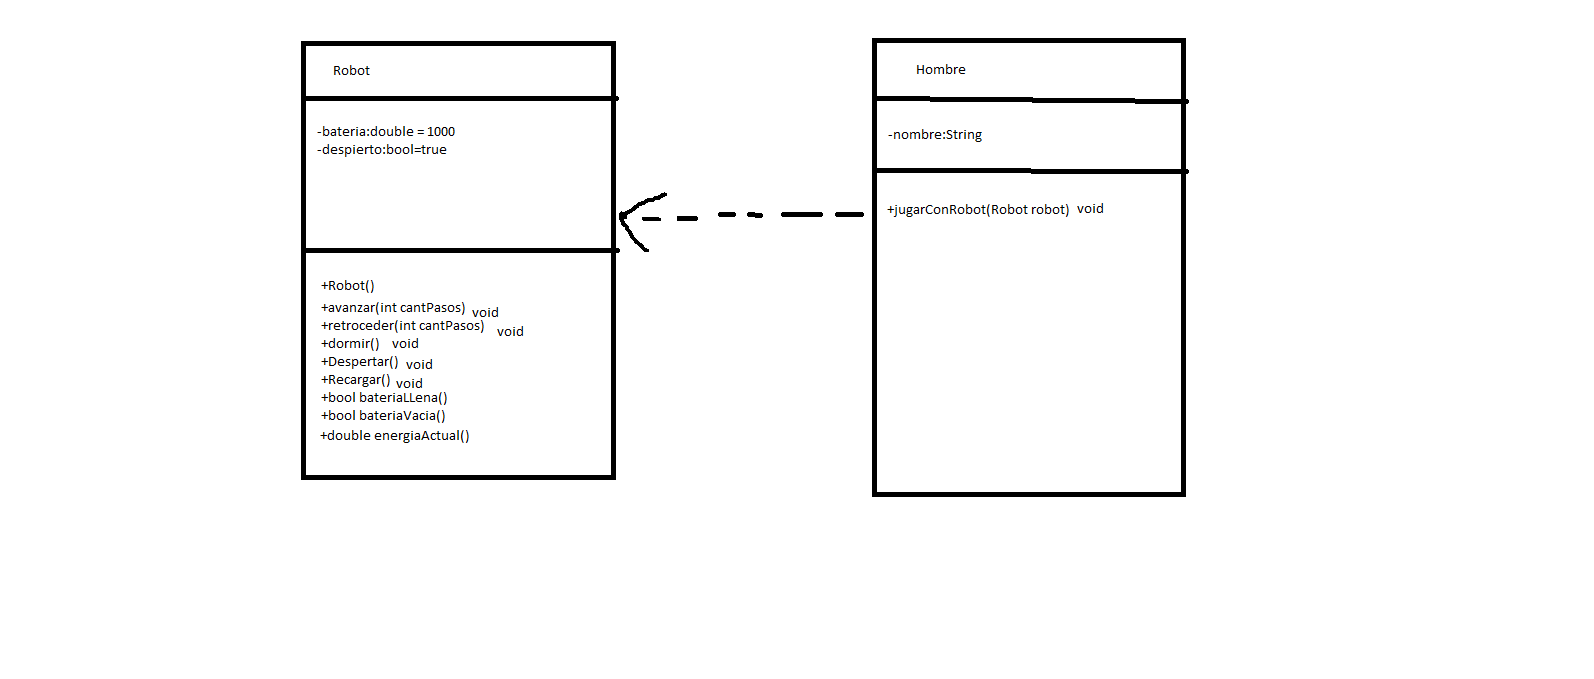 Robot
-bateria:double = 1000
-despierto:bool=true
+Robot()
+avanzar(int cantPasos) void
+retroceder(int cantPasos) void
+dormir() void
+Despertar() void
+Recargar() void
+bool bateriaLLena()
+bool bateriaVacia()
+double energiaActual()
Hombre
-nombre:String
+jugarConRobot(Robot robot) void